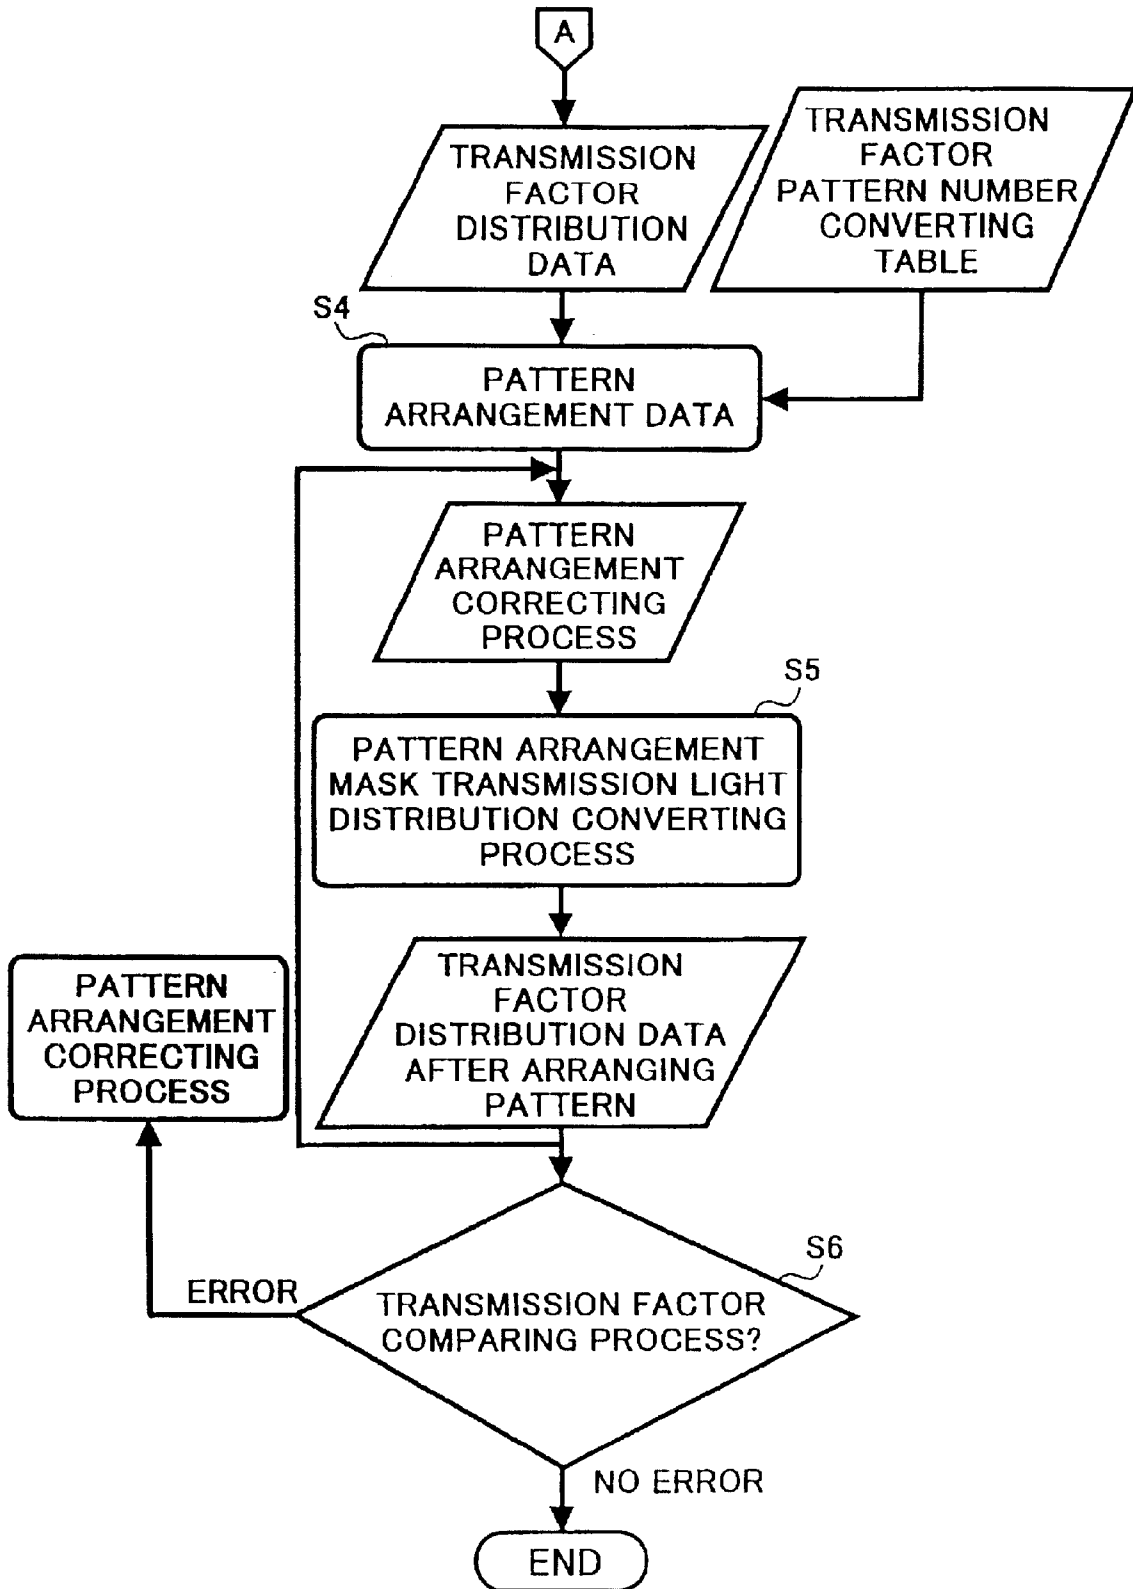 A
TRANSMISSION
FACTOR
DISTRIBUTION
DATA
TRANSMISSION
FACTOR
PATTERN NUMBER
CONVERTING
TABLE
S4
PATTERN
ARRANGEMENT DATA
PATTERN
ARRANGEMENT
CORRECTING
PROCESS
S5
PATTERN ARRANGEMENT
MASK TRANSMISSION LIGHT
DISTRIBUTION CONVERTING
PROCESS
TRANSMISSION
FACTOR
DISTRIBUTION DATA
AFTER ARRANGING
PATTERN
PATTERN
ARRANGEMENT
CORRECTING
PROCESS
S6
ERROR
TRANSMISSION FACTOR
COMPARING PROCESS?
NO ERROR
END